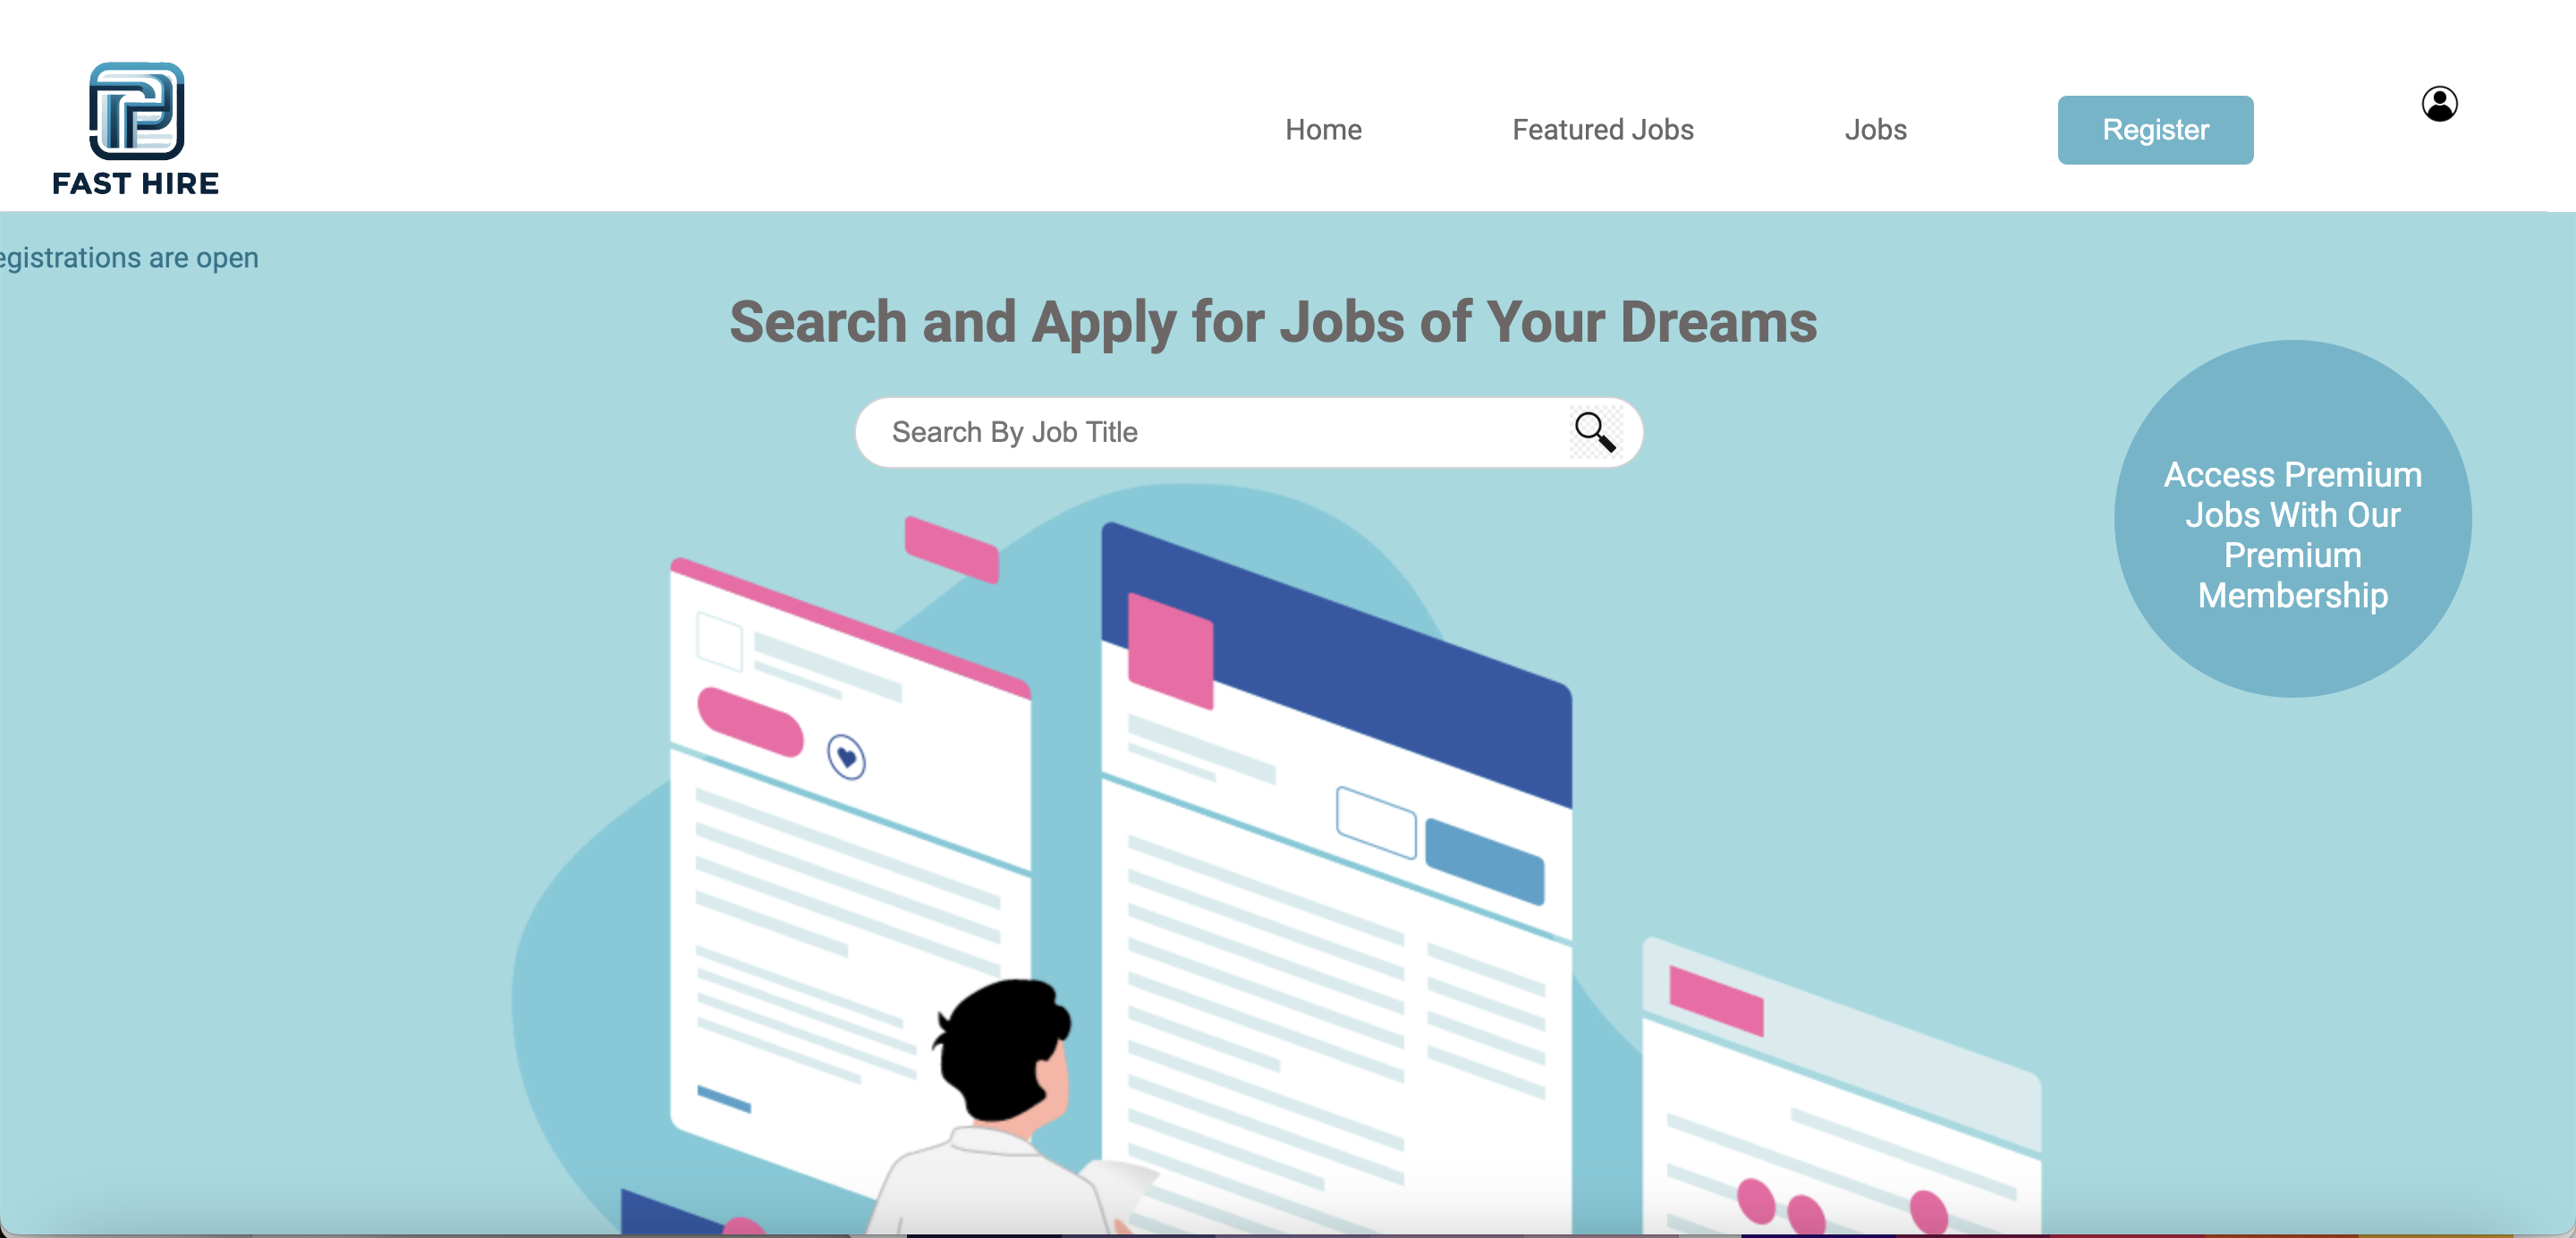 FAST HIRE
Home
Featured Jobs
Jobs
Register
egistrations are open
Search and Apply for Jobs of Your Dreams
Search By Job Title
Access Premium
Jobs With Our
Premium
Membership